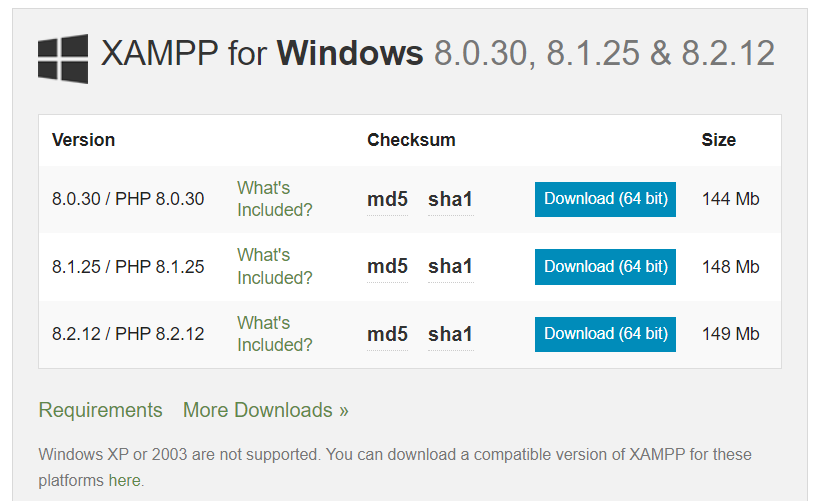 XAMPP for Windows 8.0.30, 8.1.25 & 8.2.12
Version Checksum Size
8.0.30 / PHP 8.0.30 What's Included? md5 sha1 Download (64 bit) 144 Mb
8.1.25 / PHP 8.1.25 What's Included? md5 sha1 Download (64 bit) 148 Mb
8.2.12 / PHP 8.2.12 What's Included? md5 sha1 Download (64 bit) 149 Mb
Requirements More Downloads »
Windows XP or 2003 are not supported. You can download a compatible version of XAMPP for these
platforms here.